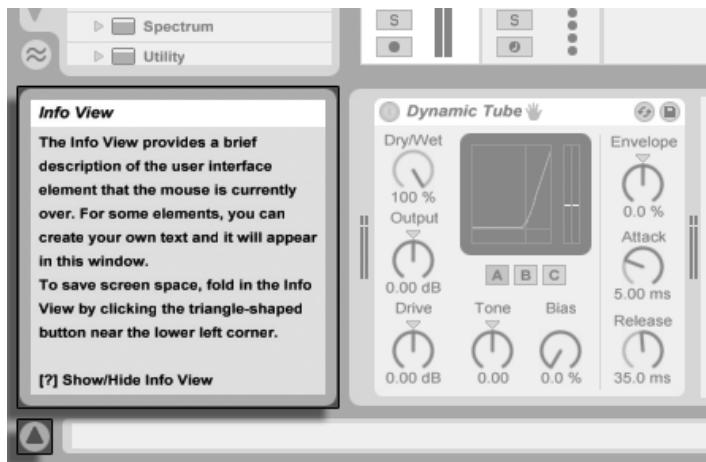 Spectrum
Utility
S
S
Info View
The Info View provides a brief
description of the user interface
element that the mouse is currently
over. For some elements, you can
create your own text and it will appear
in this window.
To save screen space, fold in the Info
View by clicking the triangle-shaped
button near the lower left corner.
[?] Show/Hide Info View
Dynamic Tube
Dry/Wet
100 %
Output
0.00 dB
Drive
0.00 dB
A B C
Tone
0.00
Bias
0.0 %
Envelope
0.0 %
Attack
5.00 ms
Release
35.0 ms